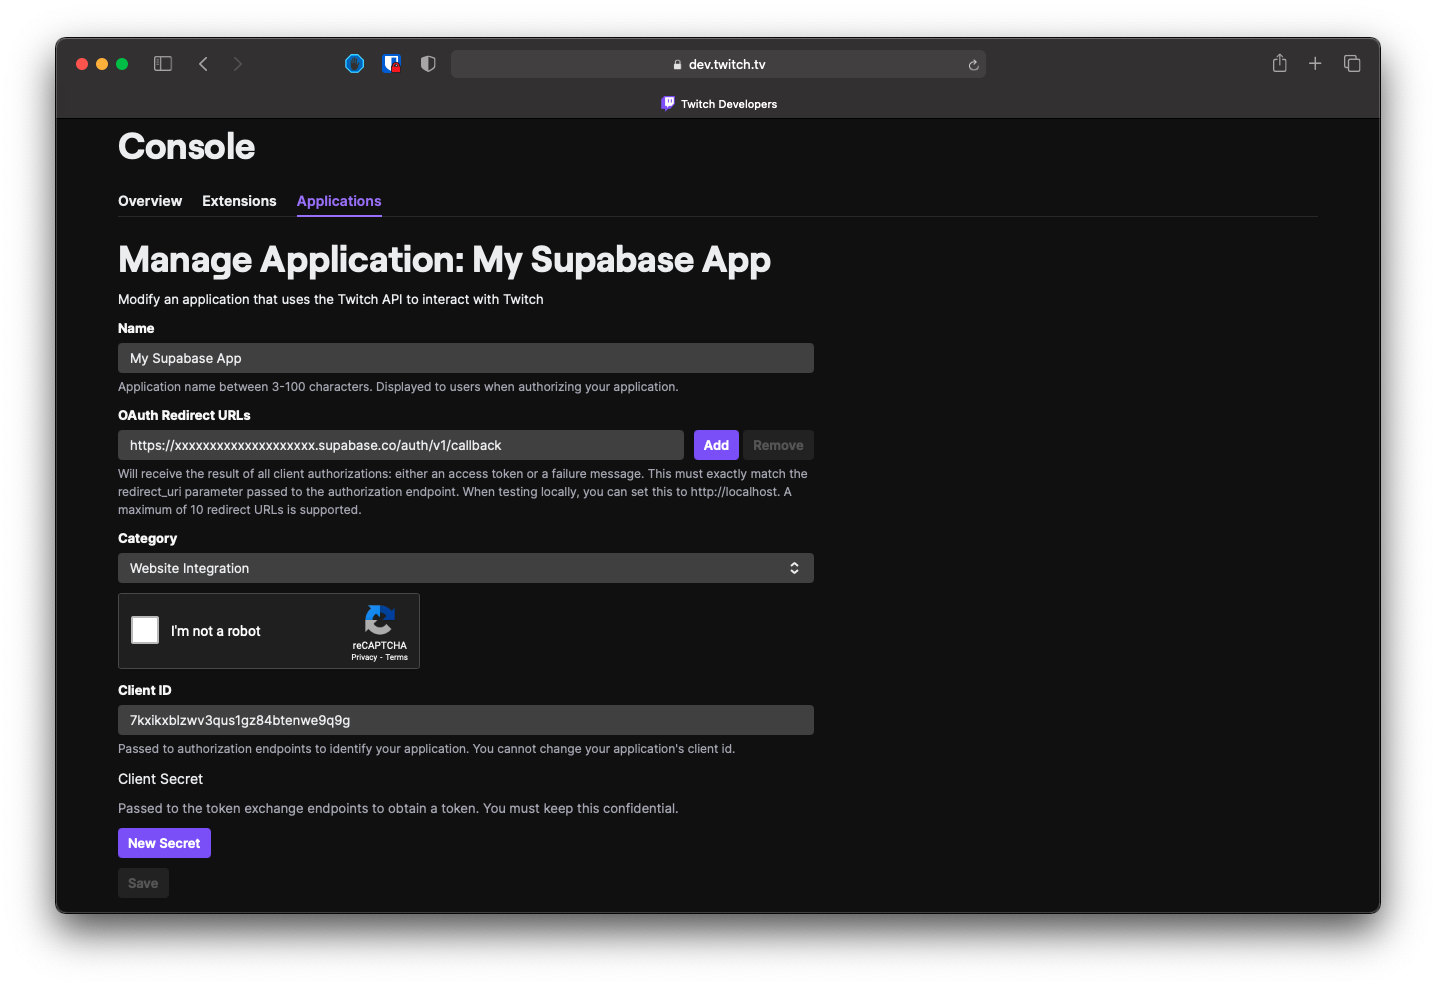 dev.twitch.tv
Twitch Developers
Console
Overview Extensions Applications
Manage Application: My Supabase App
Modify an application that uses the Twitch API to interact with Twitch
Name
My Supabase App
Application name between 3-100 characters. Displayed to users when authorizing your application.
OAuth Redirect URLs
https://xxxxxxxxxxxxxxxxxxxx.supabase.co/auth/v1/callback Add Remove
Will receive the result of all client authorizations: either an access token or a failure message. This must exactly match the
redirect_uri parameter passed to the authorization endpoint. When testing locally, you can set this to http://localhost. A
maximum of 10 redirect URLs is supported.
Category
Website Integration
I'm not a robot
reCAPTCHA
Privacy - Terms
Client ID
7kxikxblzwv3qus1gz84btenwe9q9g
Passed to authorization endpoints to identify your application. You cannot change your application's client id.
Client Secret
Passed to the token exchange endpoints to obtain a token. You must keep this confidential.
New Secret
Save